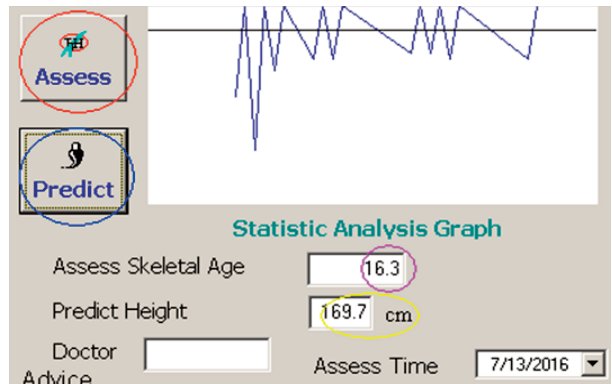 Assess
Predict
Statistic Analysis Graph
Assess Skeletal Age 16.3
Predict Height 169.7 cm
Doctor
Assess Time 7/13/2016
Advice